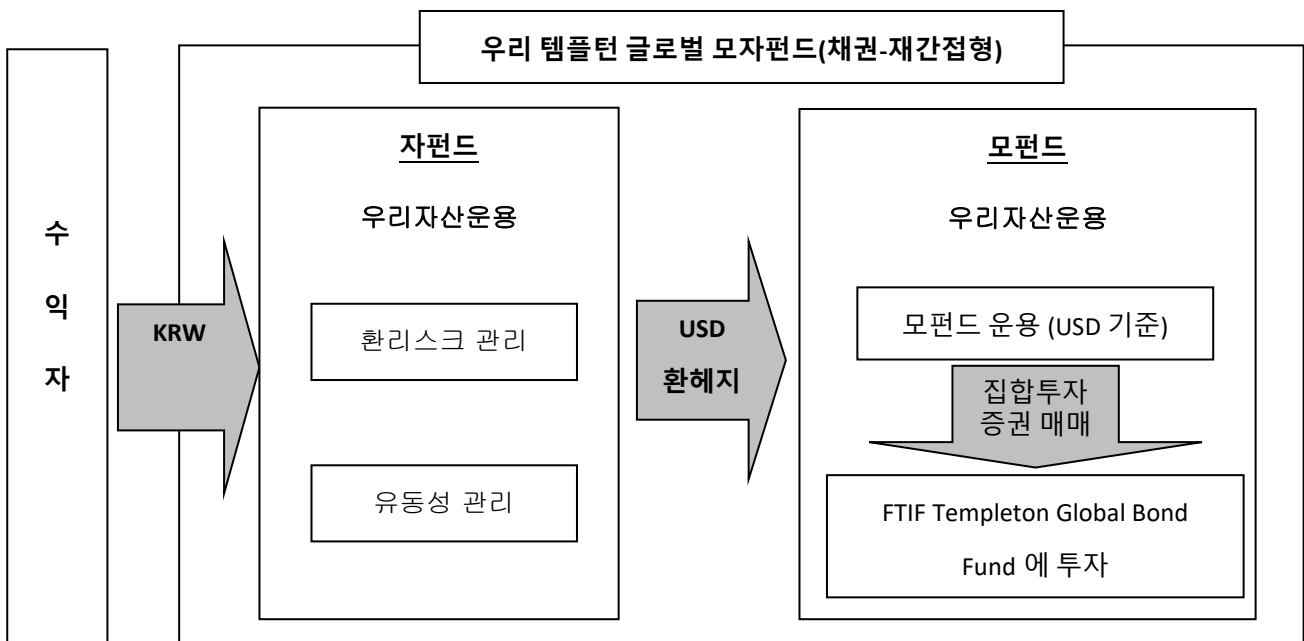 우리 템플턴 글로벌 모자펀드(채권-재간접형)
수
익
자
KRW
자펀드
우리자산운용
환리스크 관리
유동성 관리
USD
환헤지
모펀드
우리자산운용
모펀드 운용 (USD 기준)
집합투자
증권 매매
FTIF Templeton Global Bond
Fund 에 투자